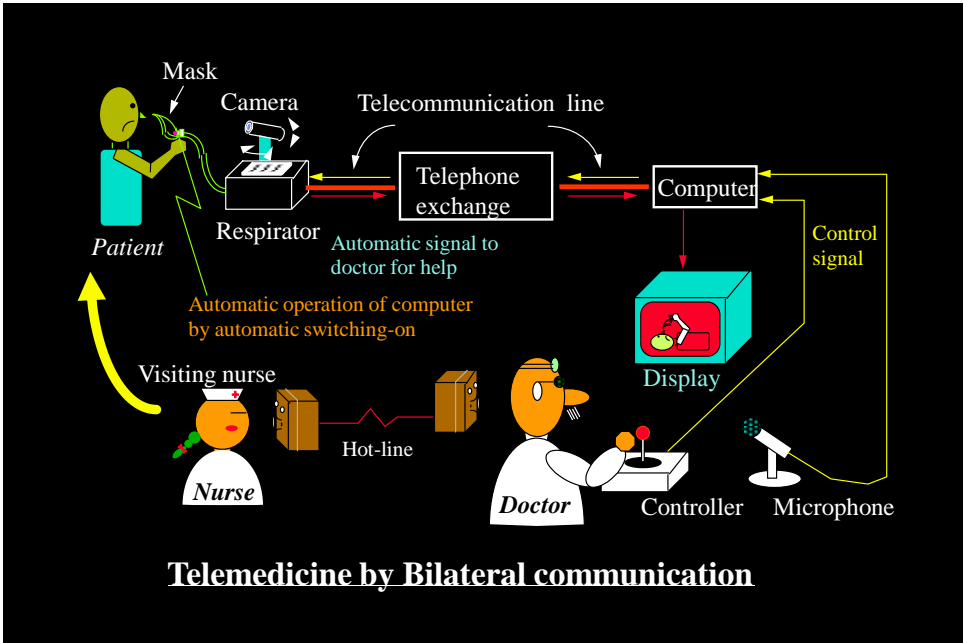 Mask
Camera
Telecommunication line
Telephone
exchange
Computer
Respirator
Patient
Automatic signal to
doctor for help
Control
signal
Automatic operation of computer
by automatic switching-on
Visiting nurse
Display
Hot-line
Nurse
Doctor
Controller
Microphone
Telemedicine by Bilateral communication